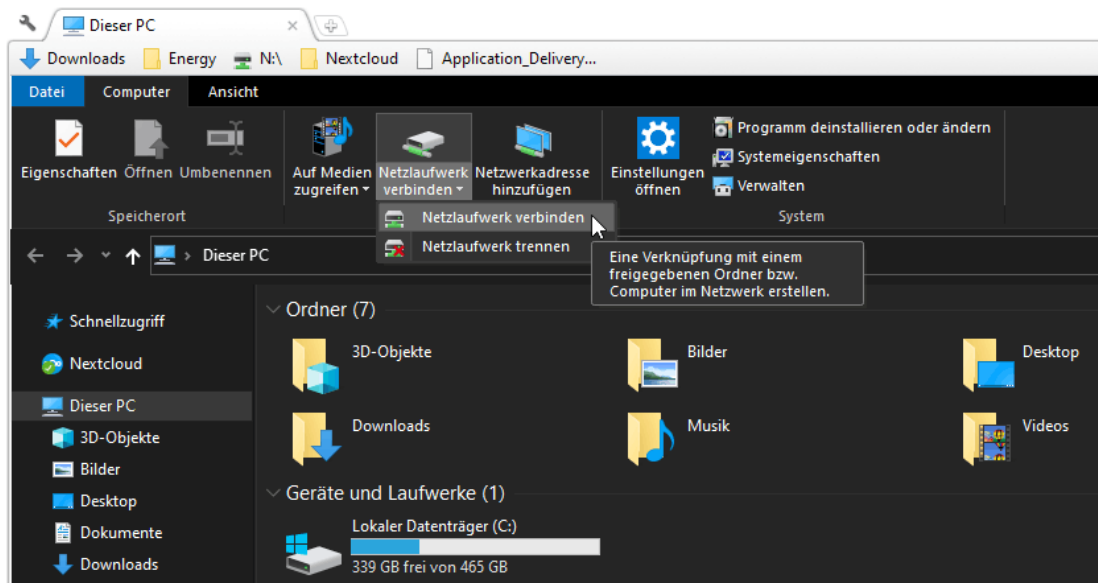 Dieser PC
Downloads Energy N:\ Nextcloud Application_Delivery...
Datei Computer Ansicht
Eigenschaften Öffnen Umbenennen
Auf Medien zugreifen
Netzlaufwerk verbinden
Netzwerkadresse hinzufügen
Einstellungen öffnen
Programm deinstallieren oder ändern
Systemeigenschaften
Verwalten
Speicherort
System
Netzlaufwerk verbinden
Netzlaufwerk trennen
Eine Verknüpfung mit einem
freigegebenen Ordner bzw.
Computer im Netzwerk erstellen.
Dieser PC
Schnellzugriff
Nextcloud
Dieser PC
3D-Objekte
Bilder
Desktop
Dokumente
Downloads
Ordner (7)
3D-Objekte Bilder Desktop
Downloads Musik Videos
Geräte und Laufwerke (1)
Lokaler Datenträger (C:)
339 GB frei von 465 GB